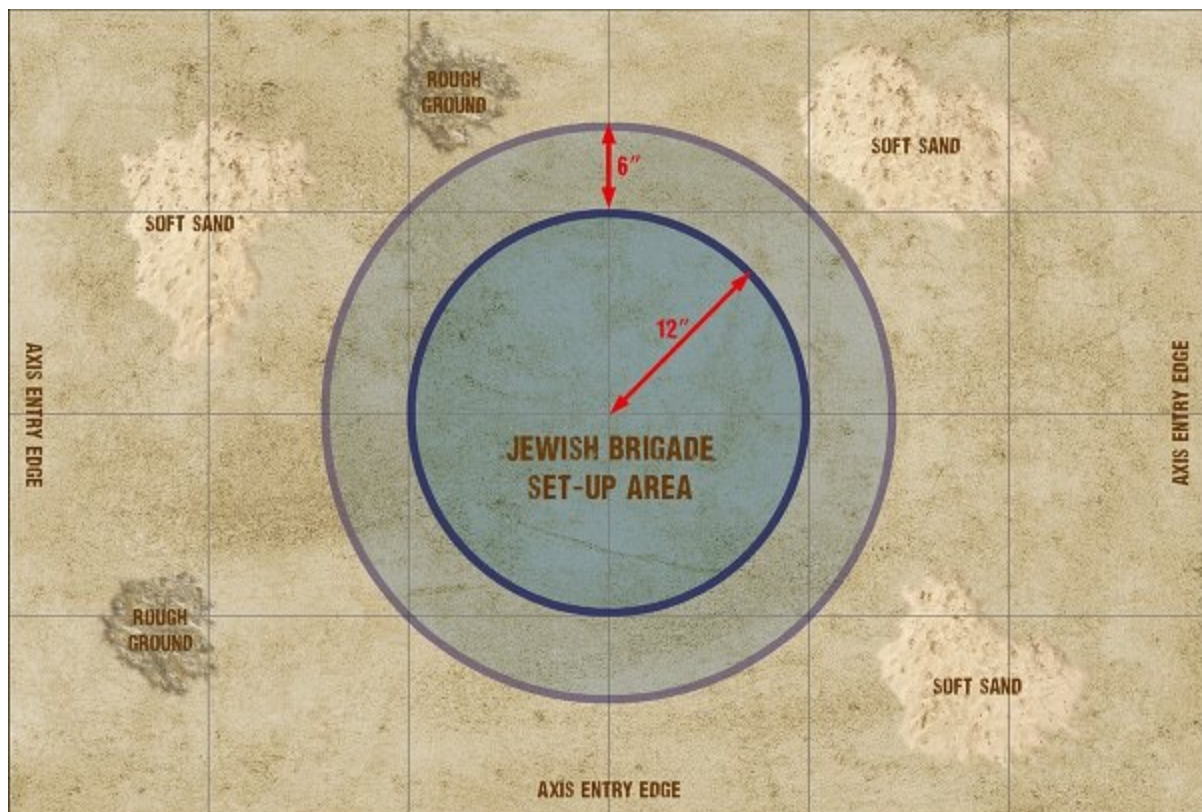 ROUGH
GROUND
SOFT SAND
6″
SOFT SAND
12″
AXIS ENTRY EDGE
AXIS ENTRY EDGE
JEWISH BRIGADE
SET-UP AREA
ROUGH
GROUND
SOFT SAND
AXIS ENTRY EDGE